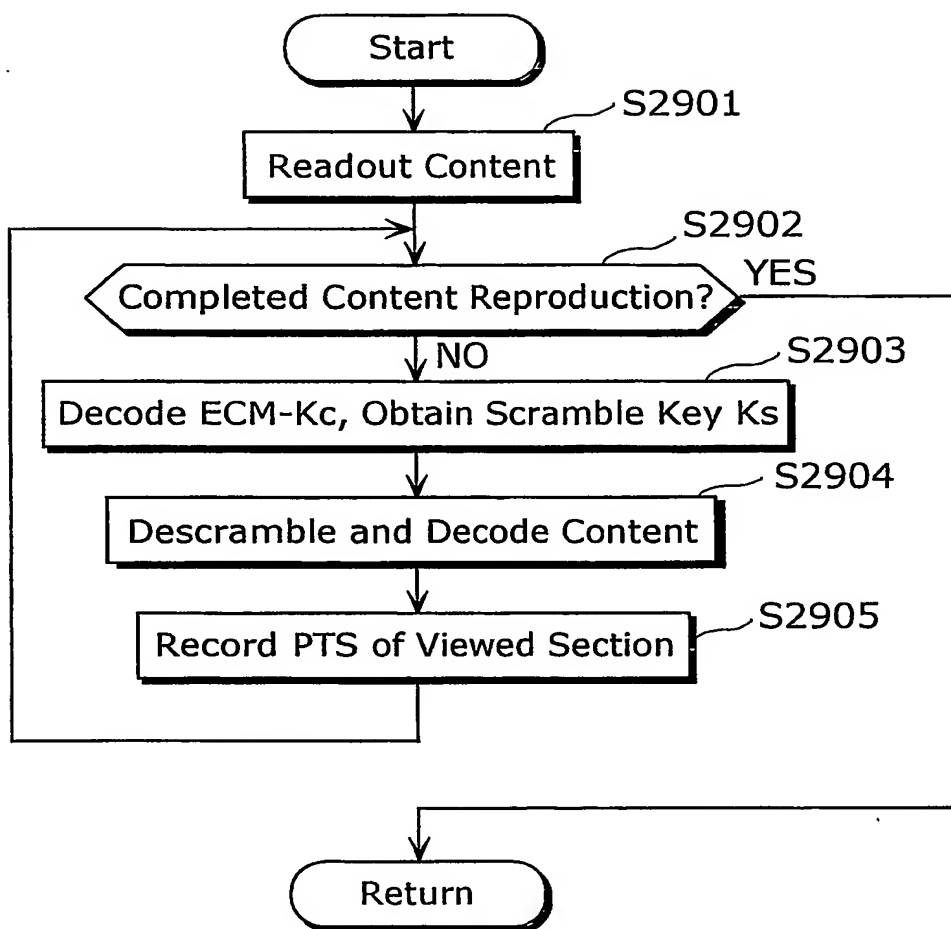 Start
S2901
Readout Content
S2902
Completed Content Reproduction?
YES
NO
S2903
Decode ECM-Kc, Obtain Scramble Key Ks
S2904
Descramble and Decode Content
S2905
Record PTS of Viewed Section
Return